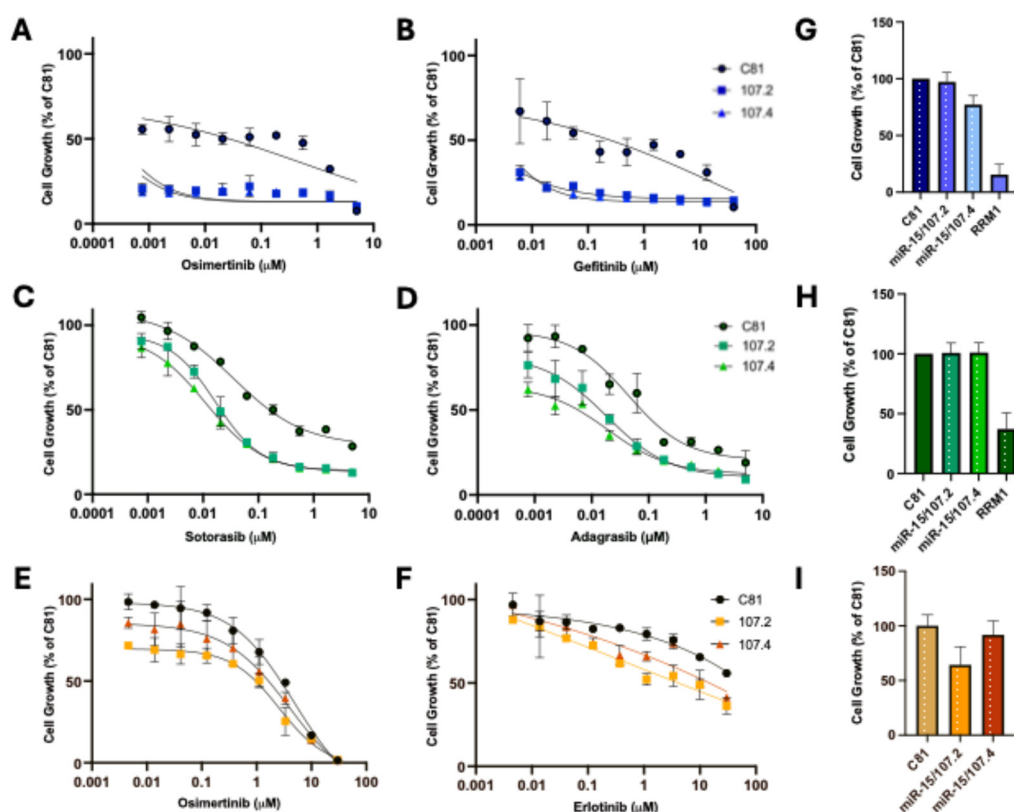 A
Cell Growth (% of C81)
100
50
0
0.0001
0.001
0.01
0.1
1
10
Osimertinib (μM)
B
Cell Growth (% of C81)
100
50
0
C81
107.2
107.4
0.001
0.01
0.1
1
10
100
Gefitinib (μM)
G
Cell Growth (% of C81)
150
100
50
0
C81
miR-15/107.2
miR-15/107.4
RRM1
C
Cell Growth (% of C81)
100
50
0
0.0001
0.001
0.01
0.1
1
10
Sotorasib (μM)
D
Cell Growth (% of C81)
100
50
0
C81
107.2
107.4
0.0001
0.001
0.01
0.1
1
10
Adagrasib (μM)
H
Cell Growth (% of C81)
150
100
50
0
C81
miR-15/107.2
miR-15/107.4
RRM1
E
Cell Growth (% of C81)
100
50
0
0.001
0.01
0.1
1
10
100
Osimertinib (μM)
F
Cell Growth (% of C81)
100
50
0
C81
107.2
107.4
0.001
0.01
0.1
1
10
100
Erlotinib (μM)
I
Cell Growth (% of C81)
150
100
50
0
C81
miR-15/107.2
miR-15/107.4